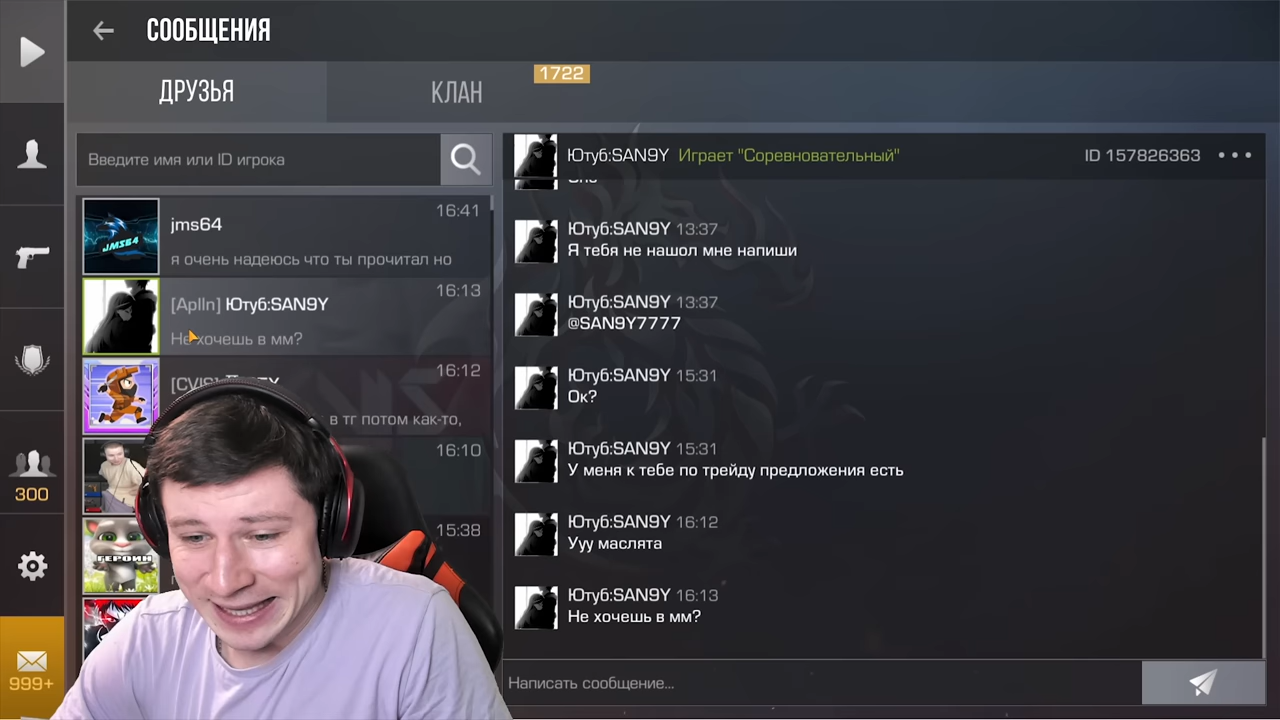 СООБЩЕНИЯ
ДРУЗЬЯ
КЛАН
1722
Введите имя или ID игрока
jms64
16:41
я очень надеюсь что ты прочитал но
[Aplln] Ютуб:SAN9Y
16:13
Не хочешь в мм?
16:12
в тг потом как-то,
16:10
15:38
JMS64
ГЕРОИН
300
999+
Ютуб:SAN9Y Играет "Соревновательный"
ID 157826363
Ютуб:SAN9Y 13:37
Я тебя не нашол мне напиши
Ютуб:SAN9Y 13:37
@SAN9Y7777
Ютуб:SAN9Y 15:31
Ок?
Ютуб:SAN9Y 15:31
У меня к тебе по трейду предложения есть
Ютуб:SAN9Y 16:12
Ууу маслята
Ютуб:SAN9Y 16:13
Не хочешь в мм?
Написать сообщение...